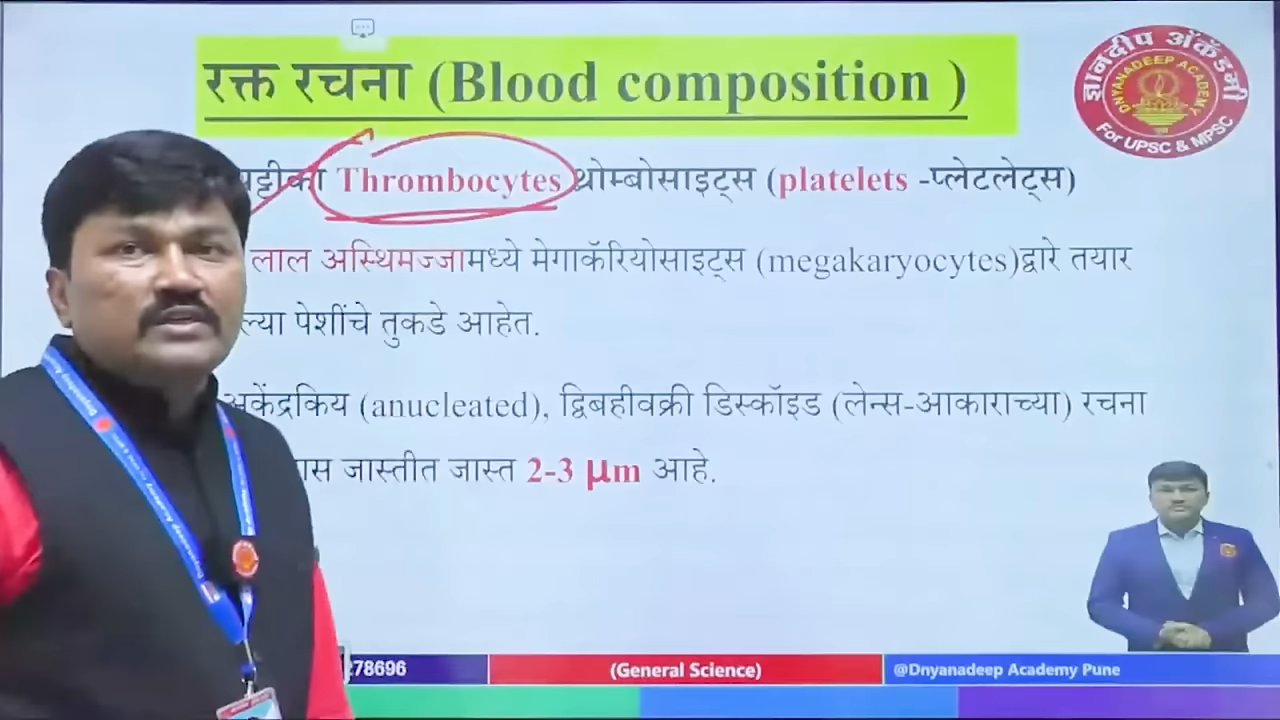 रक्त रचना (Blood composition )
ज्ञानदीप अ‍ॅकॅडमी
DNYANADEEP ACADEMY
For UPSC & MPSC
Thrombocytes थ्रोम्बोसाइट्स (platelets -प्लेटलेट्स)
लाल अस्थिमज्जामध्ये मेगाकॅरियोसाइट्स (megakaryocytes)द्वारे तयार
ल्या पेशींचे तुकडे आहेत.
अकेंद्रकिय (anucleated), द्विबहीवक्री डिस्कॉइड (लेन्स-आकाराच्या) रचना
ास जास्तीत जास्त 2-3 μm आहे.
278696
(General Science)
@Dnyanadeep Academy Pune